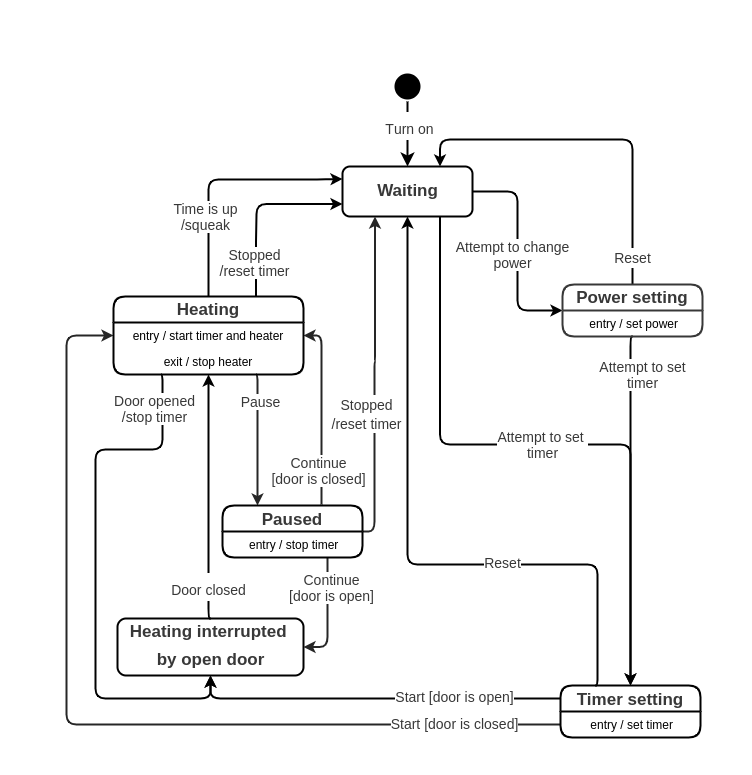 Turn on
Waiting
Time is up
/squeak
Stopped
/reset timer
Attempt to change
power
Reset
Power setting
entry / set power
Heating
entry / start timer and heater
exit / stop heater
Attempt to set
timer
Door opened
/stop timer
Pause
Stopped
/reset timer
Attempt to set
timer
Continue
[door is closed]
Paused
entry / stop timer
Reset
Door closed
Continue
[door is open]
Heating interrupted
by open door
Start [door is open]
Timer setting
Start [door is closed]
entry / set timer